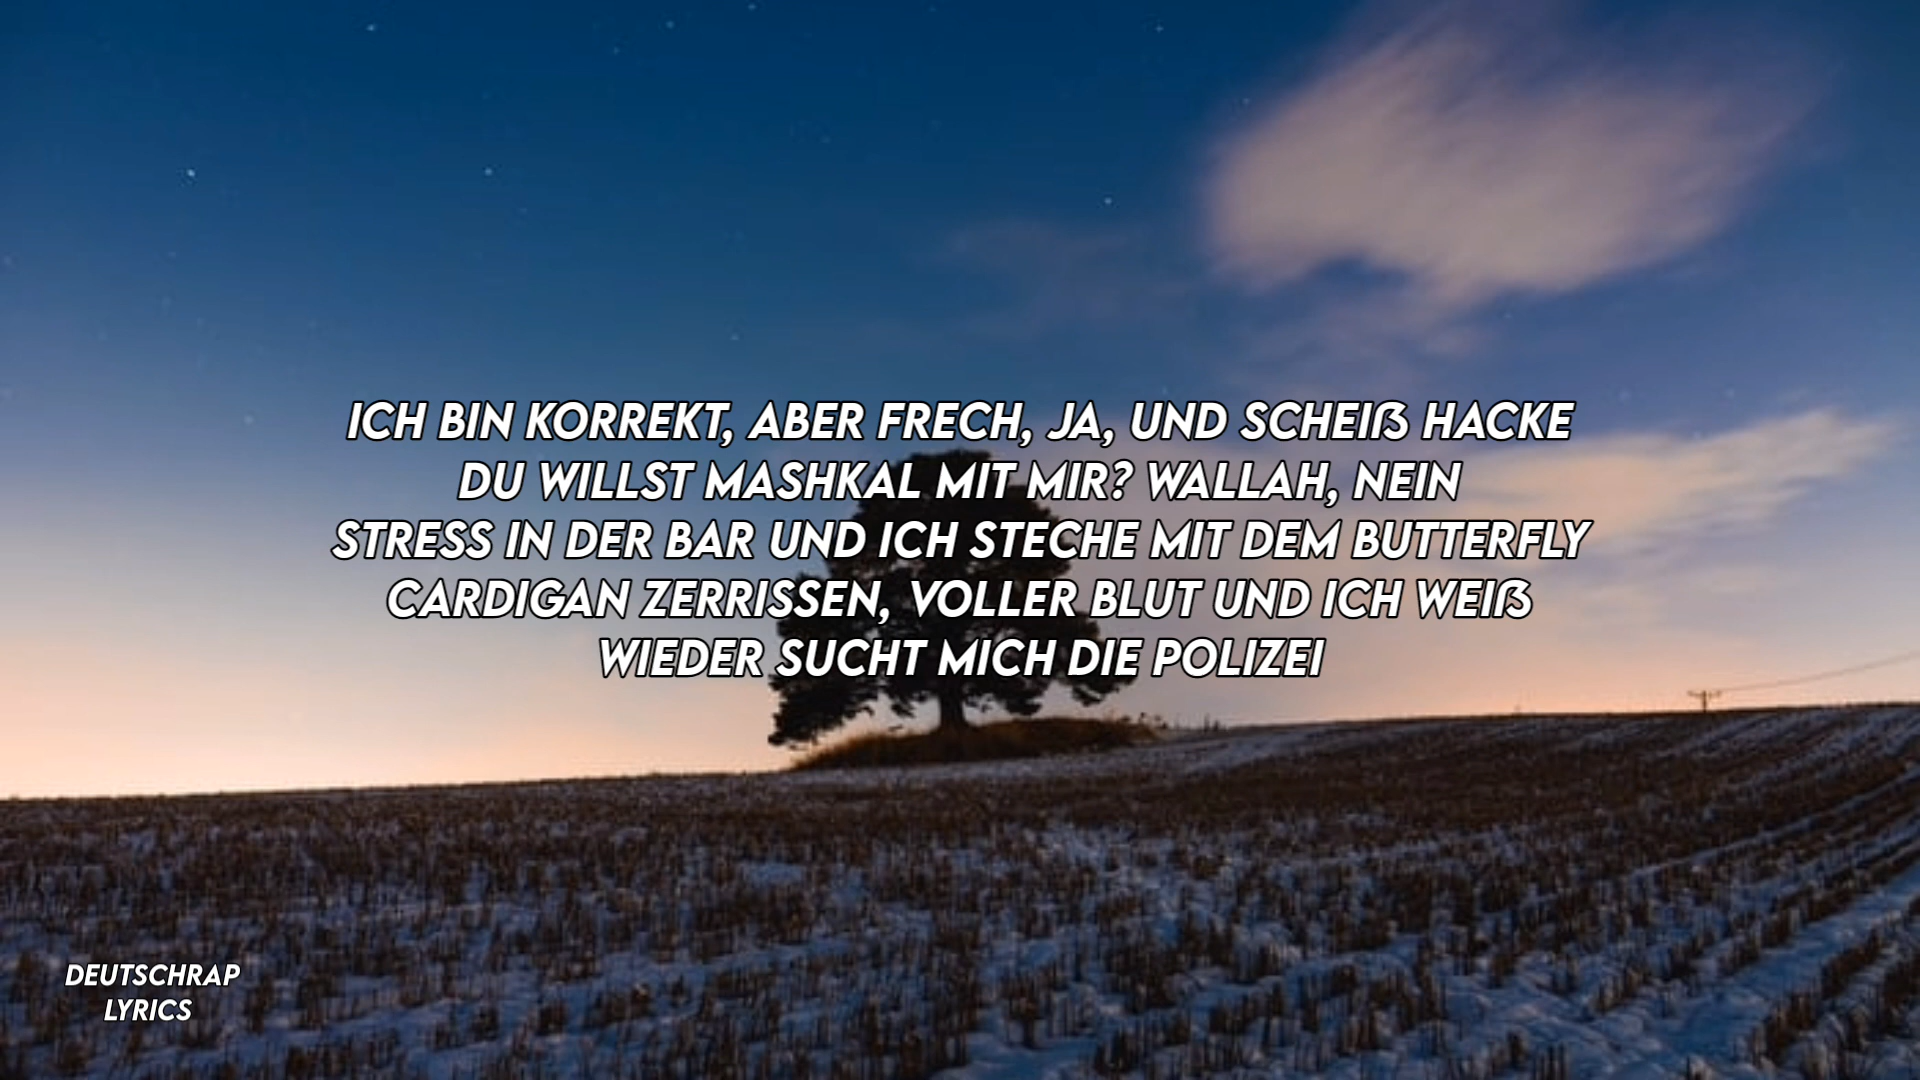 ICH BIN KORREKT, ABER FRECH, JA, UND SCHEIß HACKE
DU WILLST MASHKAL MIT MIR? WALLAH, NEIN
STRESS IN DER BAR UND ICH STECHE MIT DEM BUTTERFLY
CARDIGAN ZERRISSEN, VOLLER BLUT UND ICH WEIß
WIEDER SUCHT MICH DIE POLIZEI
DEUTSCHRAP
LYRICS